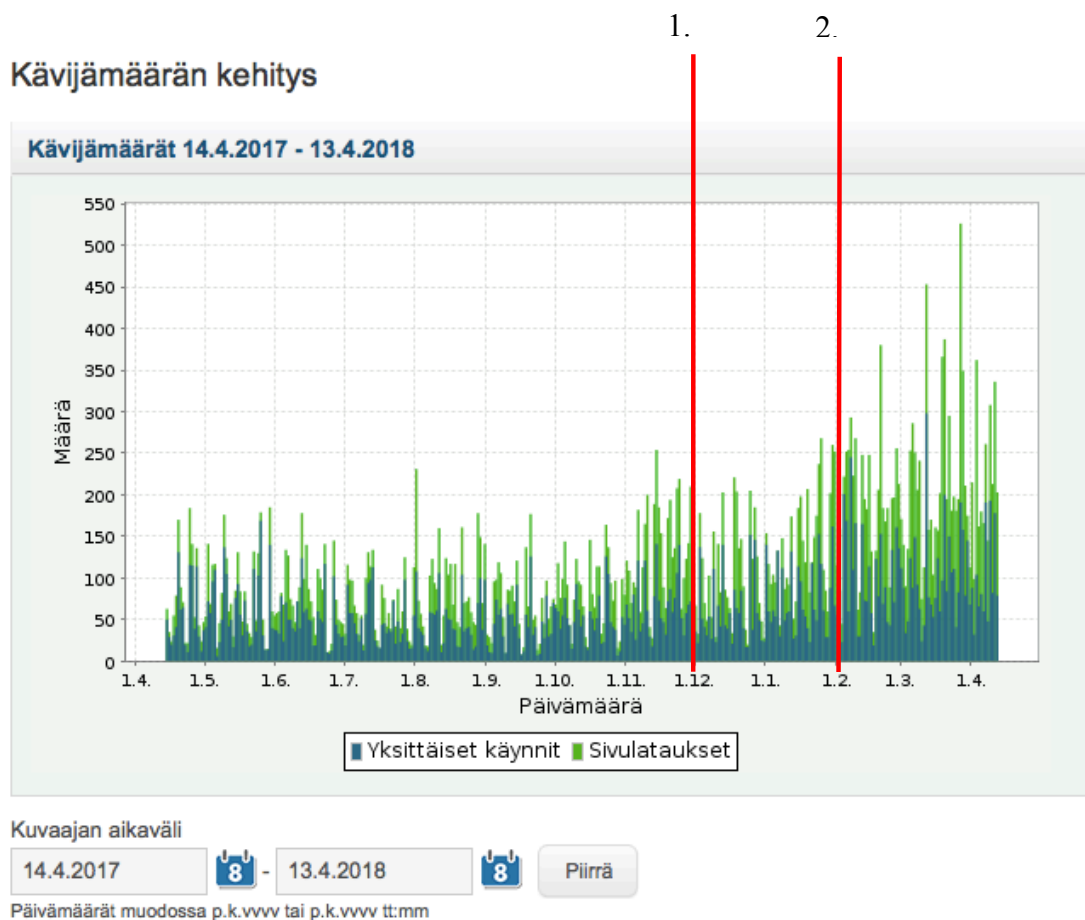 1. 2.
Kävijämäärän kehitys
Kävijämäärät 14.4.2017 - 13.4.2018
550
500
450
400
350
300
250
200
150
100
50
0
Määrä
1.4. 1.5. 1.6. 1.7. 1.8. 1.9. 1.10. 1.11. 1.12. 1.1. 1.2. 1.3. 1.4.
Päivämäärä
Yksittäiset käynnit Sivulataukset
Kuvaajan aikaväli
14.4.2017 8 - 13.4.2018 8 Piirrä
Päivämäärät muodossa p.k.vvvv tai p.k.vvvv tt:mm